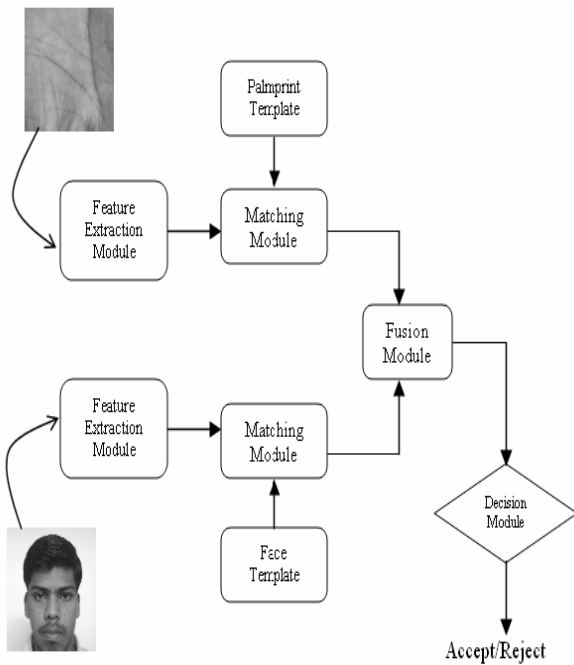 Palmprint
Template
Feature
Extraction
Module
Matching
Module
Fusion
Module
Feature
Extraction
Module
Matching
Module
Decision
Module
Face
Template
Accept/Reject